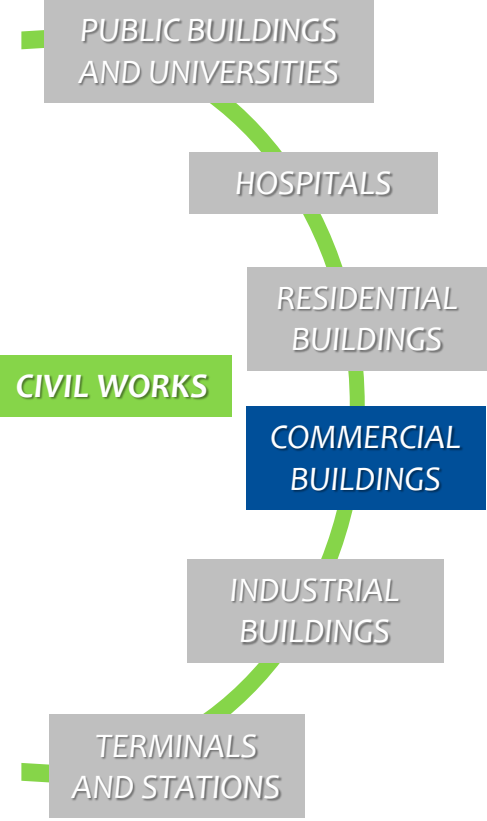 PUBLIC BUILDINGS
AND UNIVERSITIES
HOSPITALS
RESIDENTIAL
BUILDINGS
CIVIL WORKS
COMMERCIAL
BUILDINGS
INDUSTRIAL
BUILDINGS
TERMINALS
AND STATIONS